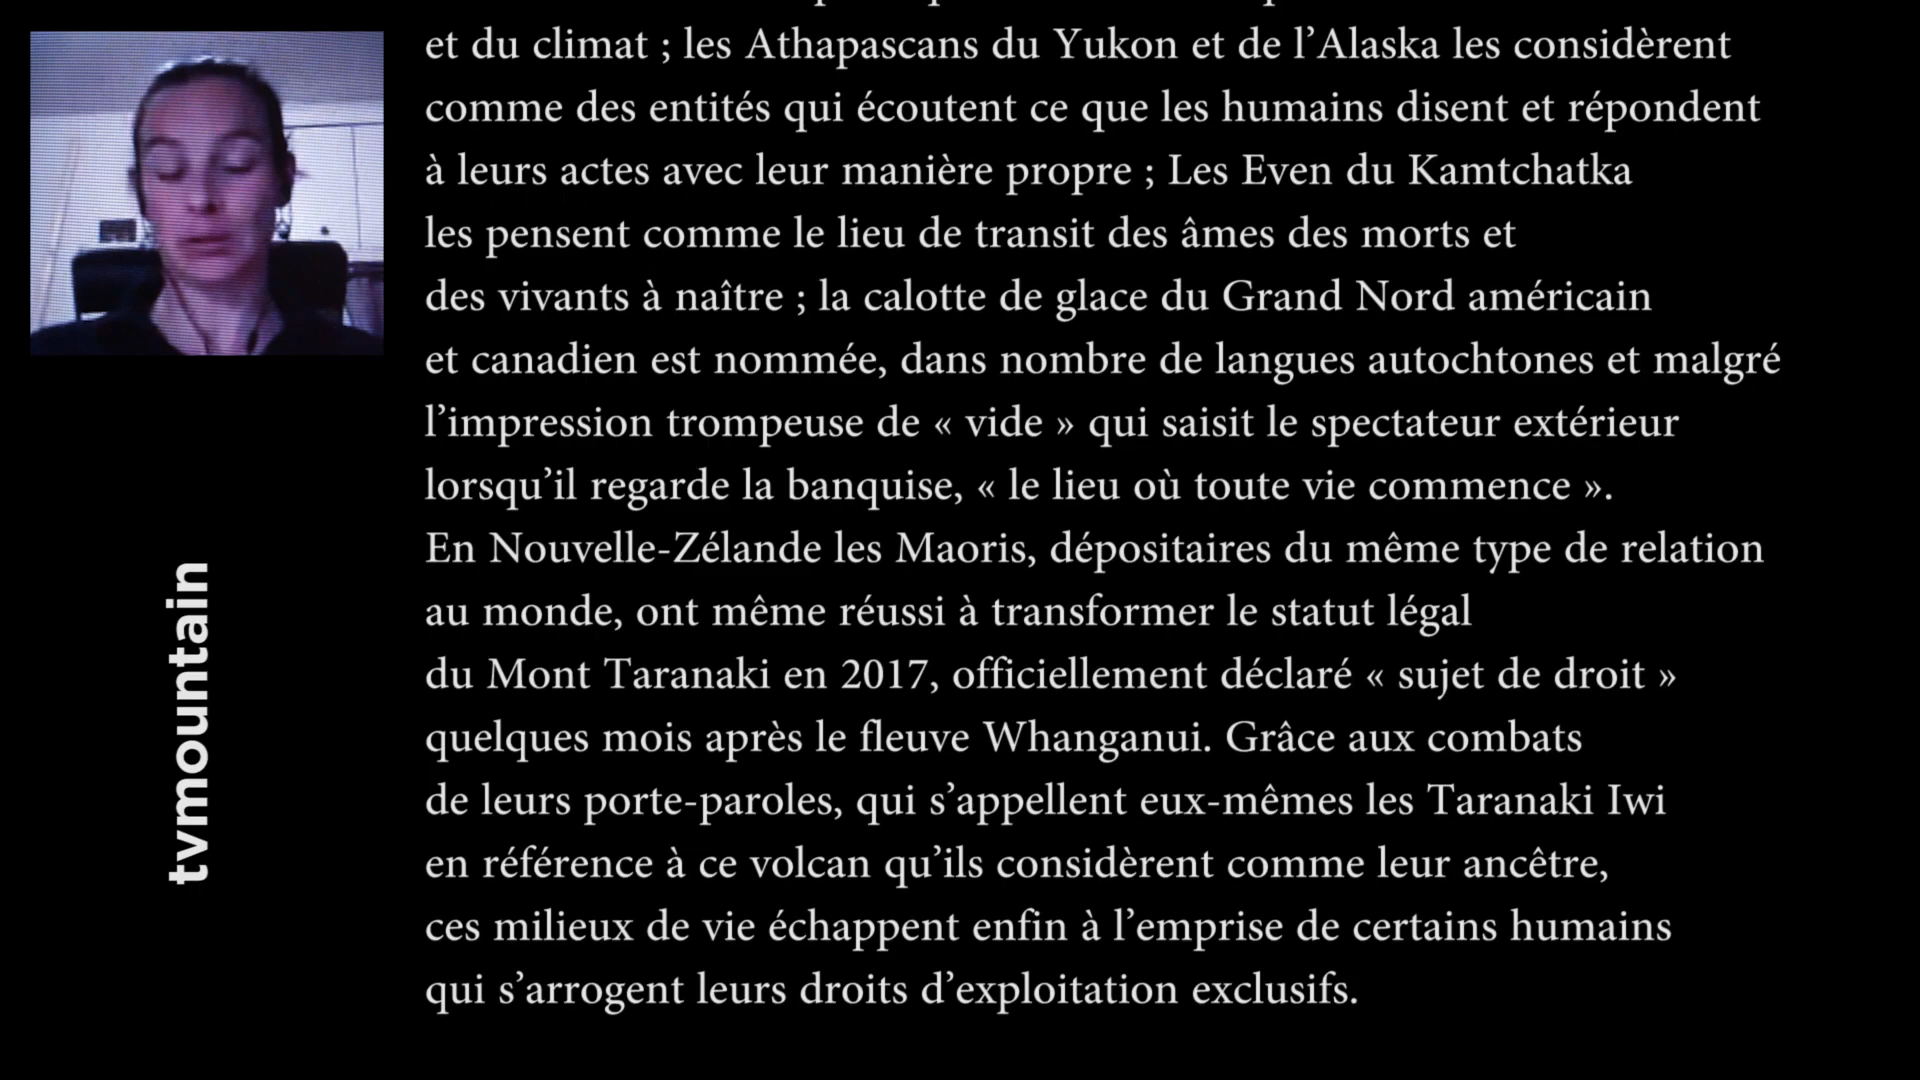 et du climat ; les Athapascans du Yukon et de l’Alaska les considèrent
comme des entités qui écoutent ce que les humains disent et répondent
à leurs actes avec leur manière propre ; Les Even du Kamtchatka
les pensent comme le lieu de transit des âmes des morts et
des vivants à naître ; la calotte de glace du Grand Nord américain
et canadien est nommée, dans nombre de langues autochtones et malgré
l’impression trompeuse de « vide » qui saisit le spectateur extérieur
lorsqu’il regarde la banquise, « le lieu où toute vie commence ».
En Nouvelle-Zélande les Maoris, dépositaires du même type de relation
au monde, ont même réussi à transformer le statut légal
du Mont Taranaki en 2017, officiellement déclaré « sujet de droit »
quelques mois après le fleuve Whanganui. Grâce aux combats
de leurs porte-paroles, qui s’appellent eux-mêmes les Taranaki Iwi
en référence à ce volcan qu’ils considèrent comme leur ancêtre,
ces milieux de vie échappent enfin à l’emprise de certains humains
qui s’arrogent leurs droits d’exploitation exclusifs.
tvmountain